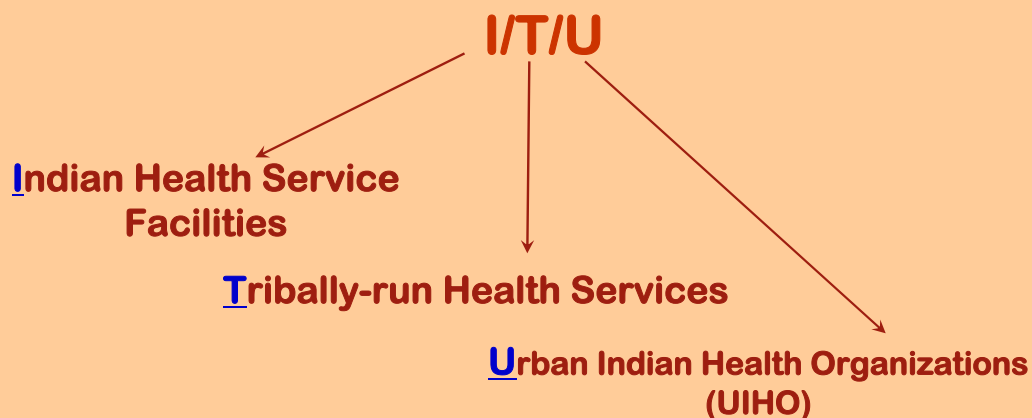 I/T/U
Indian Health Service
Facilities
Tribally-run Health Services
Urban Indian Health Organizations
(UIHO)